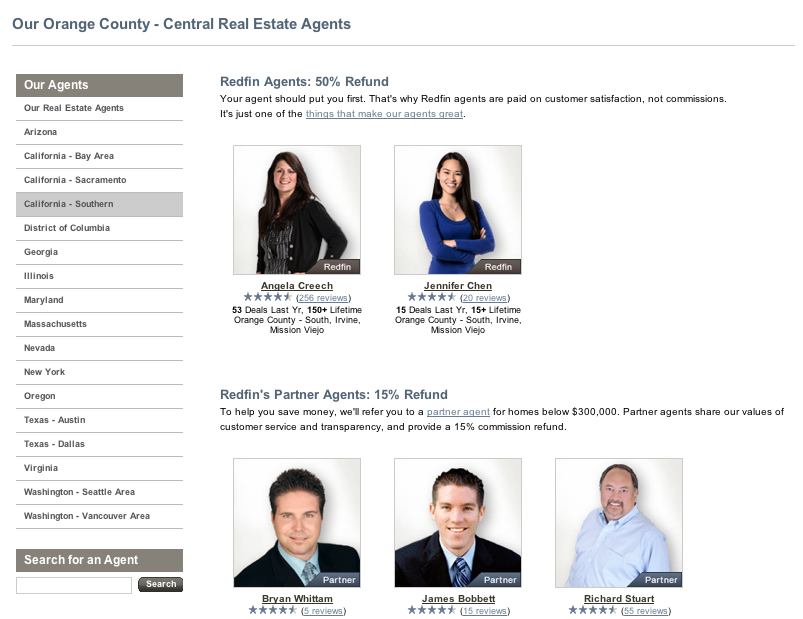 Our Orange County - Central Real Estate Agents
Our Agents
Our Real Estate Agents
Arizona
California - Bay Area
California - Sacramento
California - Southern
District of Columbia
Georgia
Illinois
Maryland
Massachusetts
Nevada
New York
Oregon
Texas - Austin
Texas - Dallas
Virginia
Washington - Seattle Area
Washington - Vancouver Area
Search for an Agent
Search
Redfin Agents: 50% Refund
Your agent should put you first. That's why Redfin agents are paid on customer satisfaction, not commissions.
It's just one of the things that make our agents great.
Redfin
Angela Creech
(256 reviews)
53 Deals Last Yr, 150+ Lifetime
Orange County - South, Irvine,
Mission Viejo
Redfin
Jennifer Chen
(20 reviews)
15 Deals Last Yr, 15+ Lifetime
Orange County - South, Irvine,
Mission Viejo
Redfin's Partner Agents: 15% Refund
To help you save money, we'll refer you to a partner agent for homes below $300,000. Partner agents share our values of
customer service and transparency, and provide a 15% commission refund.
Partner
Bryan Whittam
(5 reviews)
Partner
James Bobbett
(15 reviews)
Partner
Richard Stuart
(55 reviews)